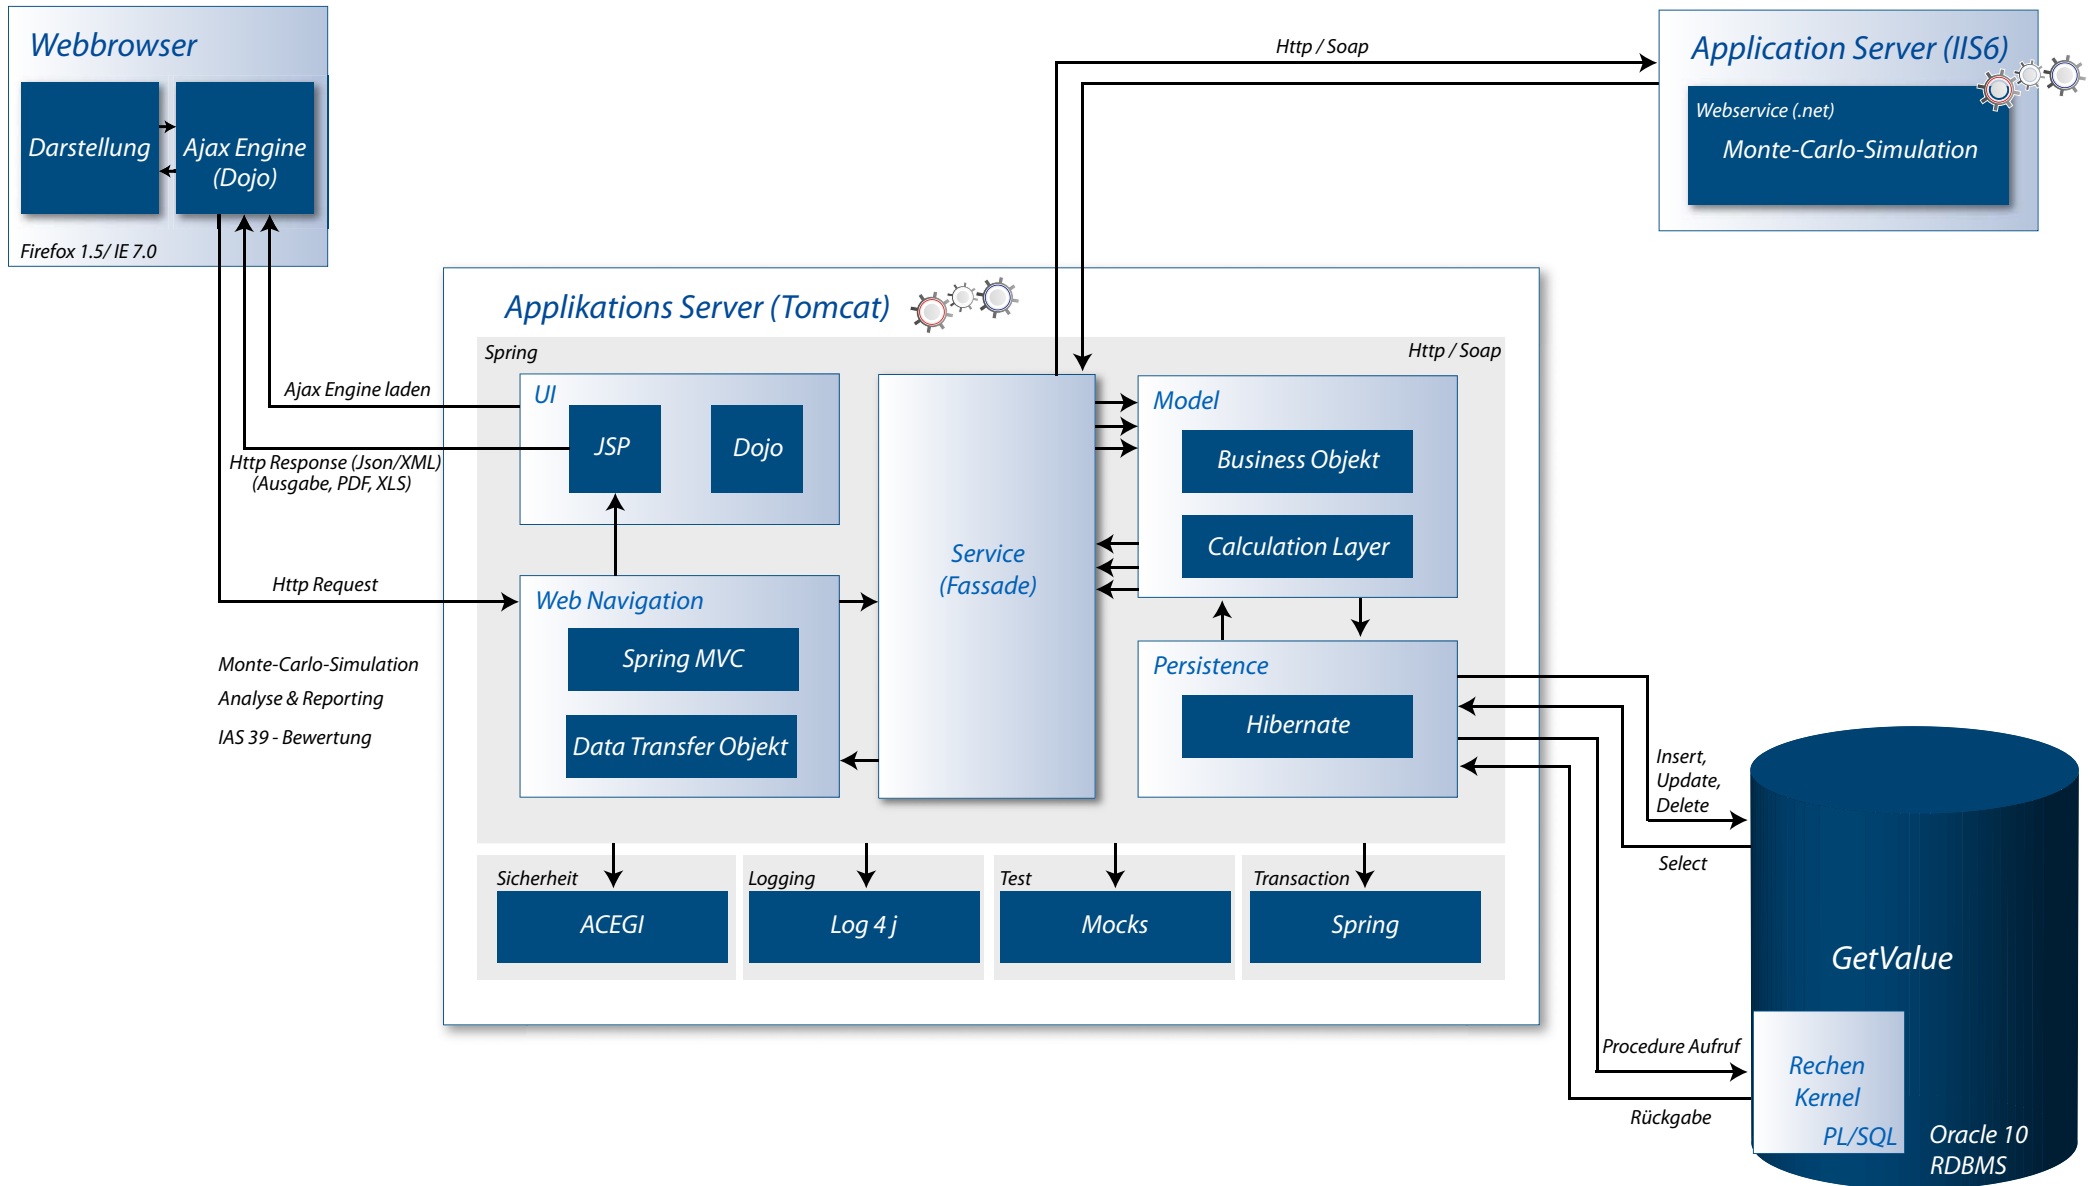 Webbrowser
Darstellung
Ajax Engine
(Dojo)
Firefox 1.5/ IE 7.0
Http / Soap
Application Server (IIS6)
Webservice (.net)
Monte-Carlo-Simulation
Applikations Server (Tomcat)
Spring
Http / Soap
UI
JSP
Dojo
Ajax Engine laden
Http Response (Json/XML)
(Ausgabe, PDF, XLS)
Http Request
Monte-Carlo-Simulation
Analyse & Reporting
IAS 39 - Bewertung
Web Navigation
Spring MVC
Data Transfer Objekt
Service
(Fassade)
Model
Business Objekt
Calculation Layer
Persistence
Hibernate
Insert,
Update,
Delete
Select
Procedure Aufruf
Rückgabe
GetValue
Rechen
Kernel
PL/SQL
Oracle 10
RDBMS
Sicherheit
ACEGI
Logging
Log 4 j
Test
Mocks
Transaction
Spring